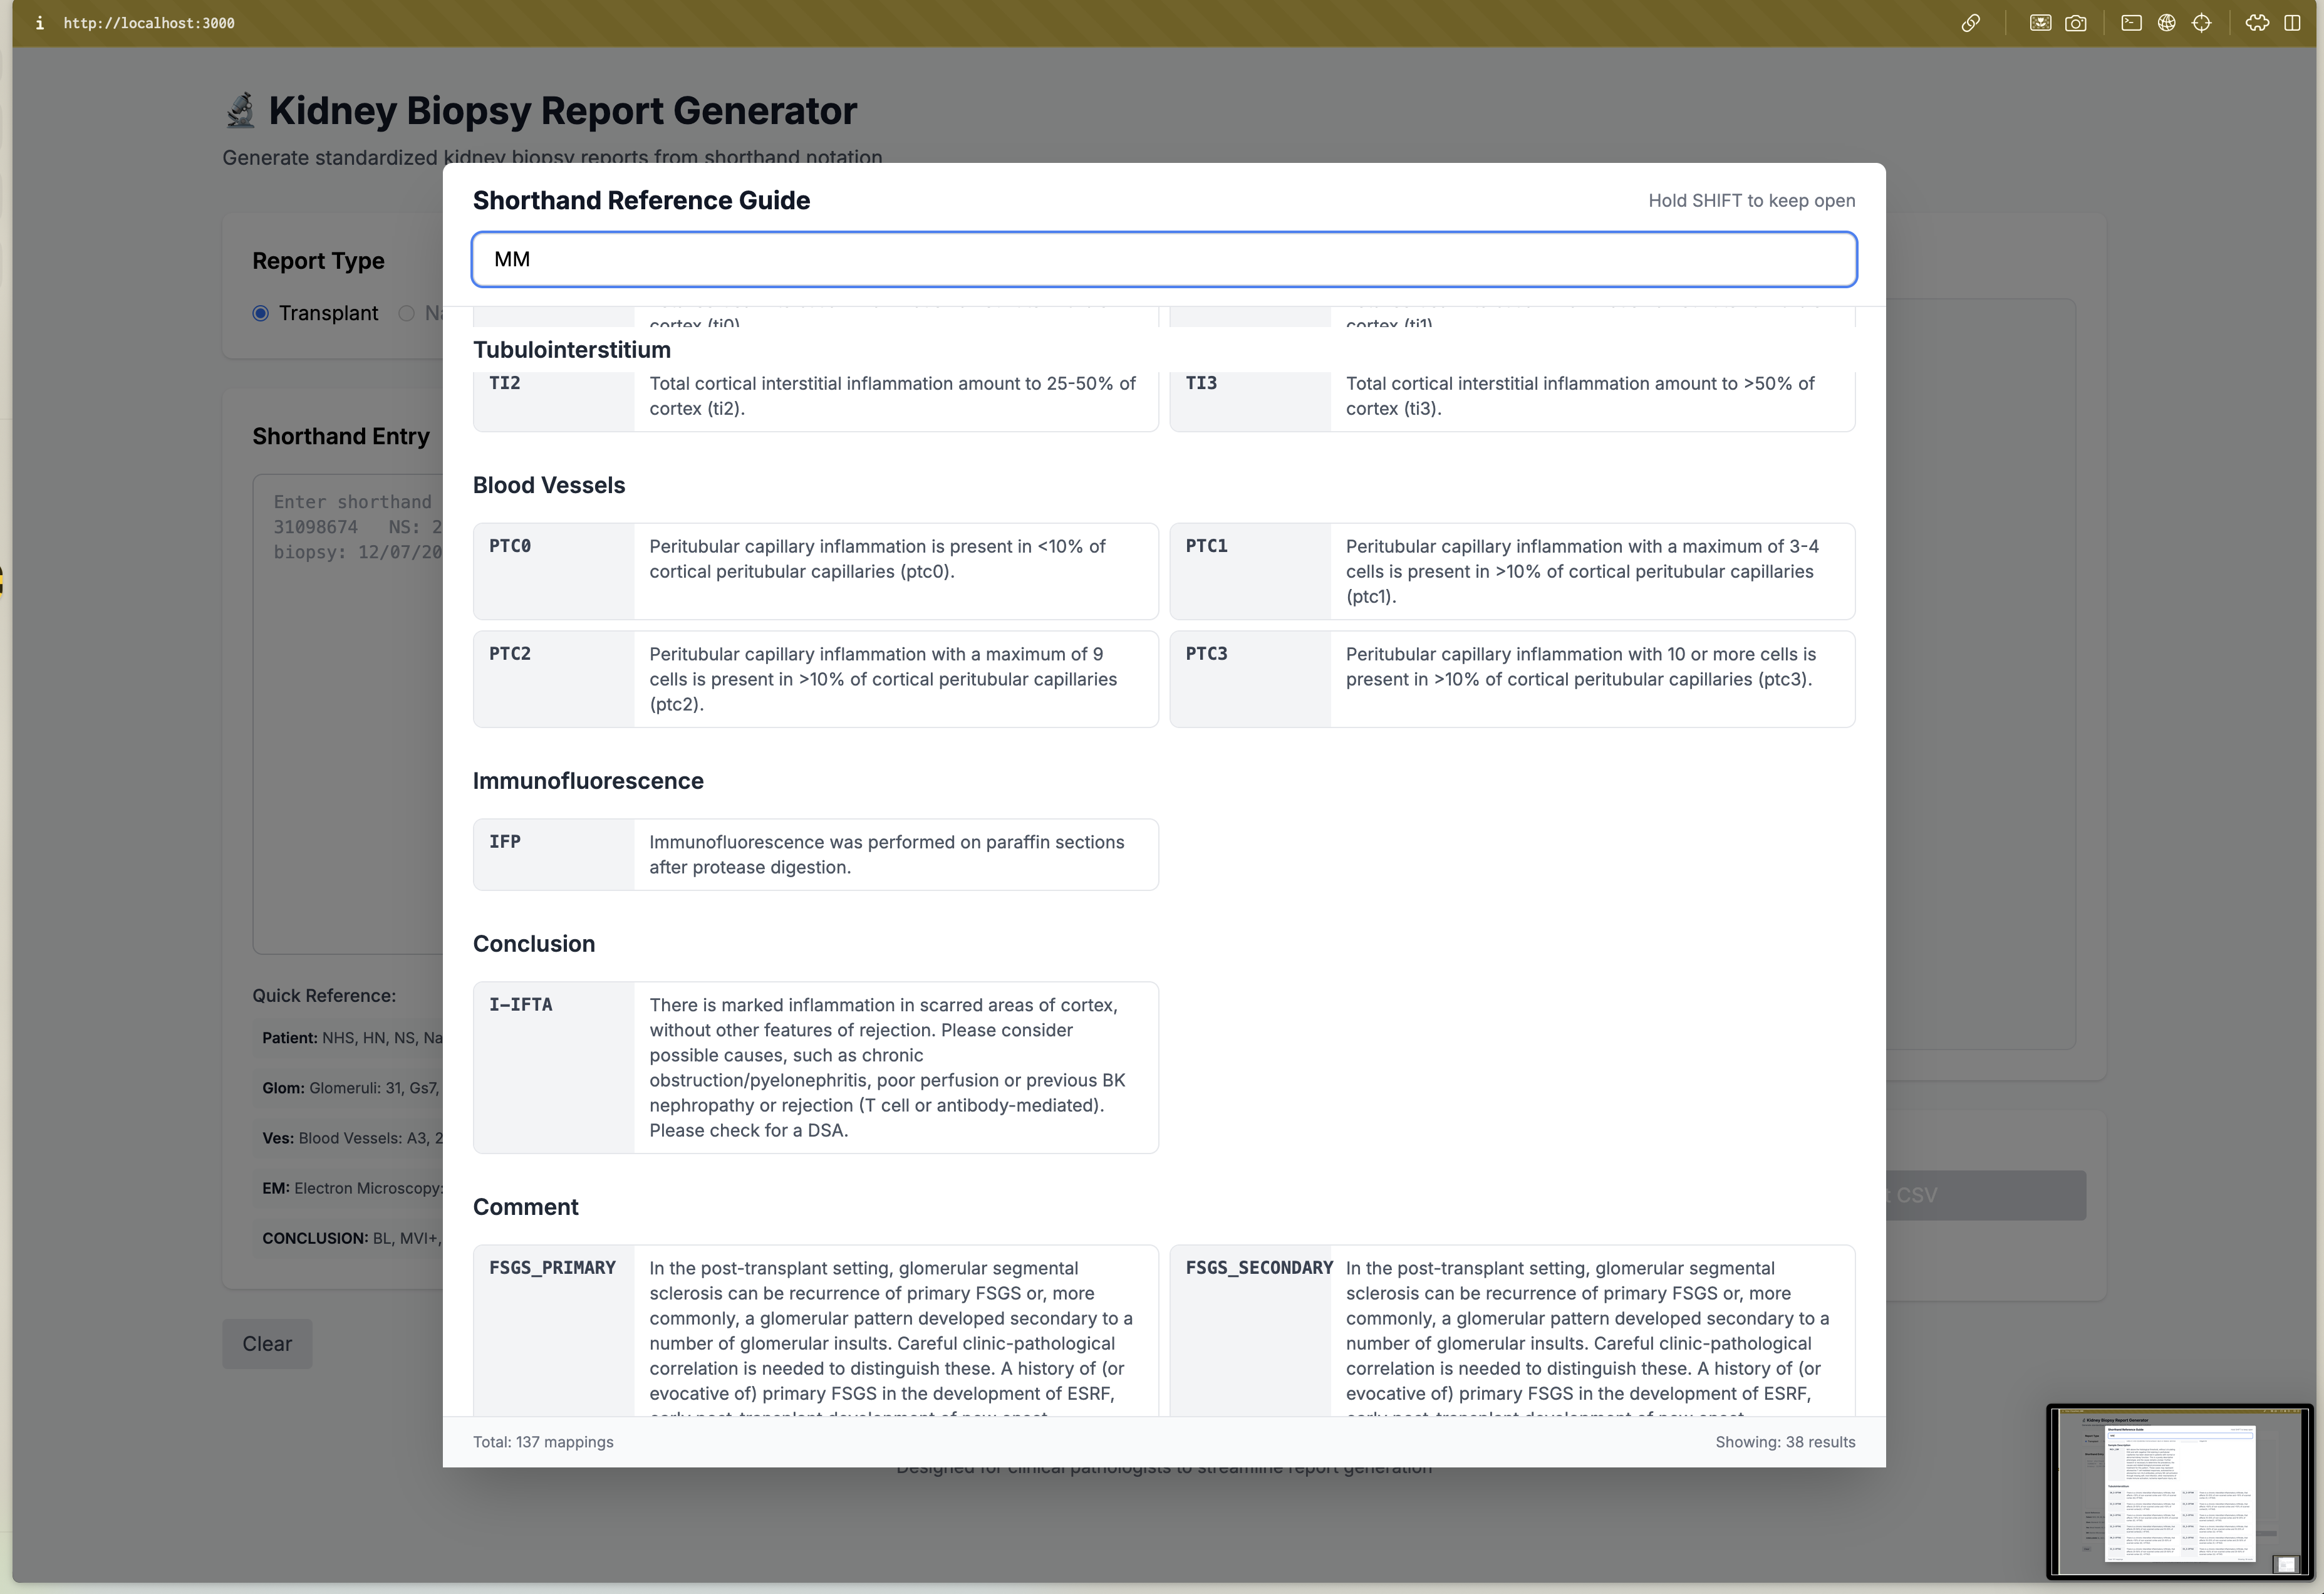 http://localhost:3000
Kidney Biopsy Report Generator
Generate standardized kidney biopsy reports from shorthand notation
Report Type
Transplant
Shorthand Entry
Enter shorthand
31098674 NS: 2
biopsy: 12/07/20
Quick Reference:
Patient: NHS, HN, NS, Na
Glom: Glomeruli: 31, Gs7,
Ves: Blood Vessels: A3, 2
EM: Electron Microscopy:
CONCLUSION: BL, MVI+,
Clear
Shorthand Reference Guide
Hold SHIFT to keep open
MM
cortex (ti0)
cortex (ti1)
Tubulointerstitium
TI2
Total cortical interstitial inflammation amount to 25-50% of
cortex (ti2).
TI3
Total cortical interstitial inflammation amount to >50% of
cortex (ti3).
Blood Vessels
PTC0
Peritubular capillary inflammation is present in <10% of
cortical peritubular capillaries (ptc0).
PTC1
Peritubular capillary inflammation with a maximum of 3-4
cells is present in >10% of cortical peritubular capillaries
(ptc1).
PTC2
Peritubular capillary inflammation with a maximum of 9
cells is present in >10% of cortical peritubular capillaries
(ptc2).
PTC3
Peritubular capillary inflammation with 10 or more cells is
present in >10% of cortical peritubular capillaries (ptc3).
Immunofluorescence
IFP
Immunofluorescence was performed on paraffin sections
after protease digestion.
Conclusion
I-IFTA
There is marked inflammation in scarred areas of cortex,
without other features of rejection. Please consider
possible causes, such as chronic
obstruction/pyelonephritis, poor perfusion or previous BK
nephropathy or rejection (T cell or antibody-mediated).
Please check for a DSA.
Comment
FSGS_PRIMARY
In the post-transplant setting, glomerular segmental
sclerosis can be recurrence of primary FSGS or, more
commonly, a glomerular pattern developed secondary to a
number of glomerular insults. Careful clinic-pathological
correlation is needed to distinguish these. A history of (or
evocative of) primary FSGS in the development of ESRF,
early post-transplant development of new onset
FSGS_SECONDARY
In the post-transplant setting, glomerular segmental
sclerosis can be recurrence of primary FSGS or, more
commonly, a glomerular pattern developed secondary to a
number of glomerular insults. Careful clinic-pathological
correlation is needed to distinguish these. A history of (or
evocative of) primary FSGS in the development of ESRF,
early post-transplant development of new onset
Total: 137 mappings
Showing: 38 results
CSV
Designed for clinical pathologists to streamline report generation